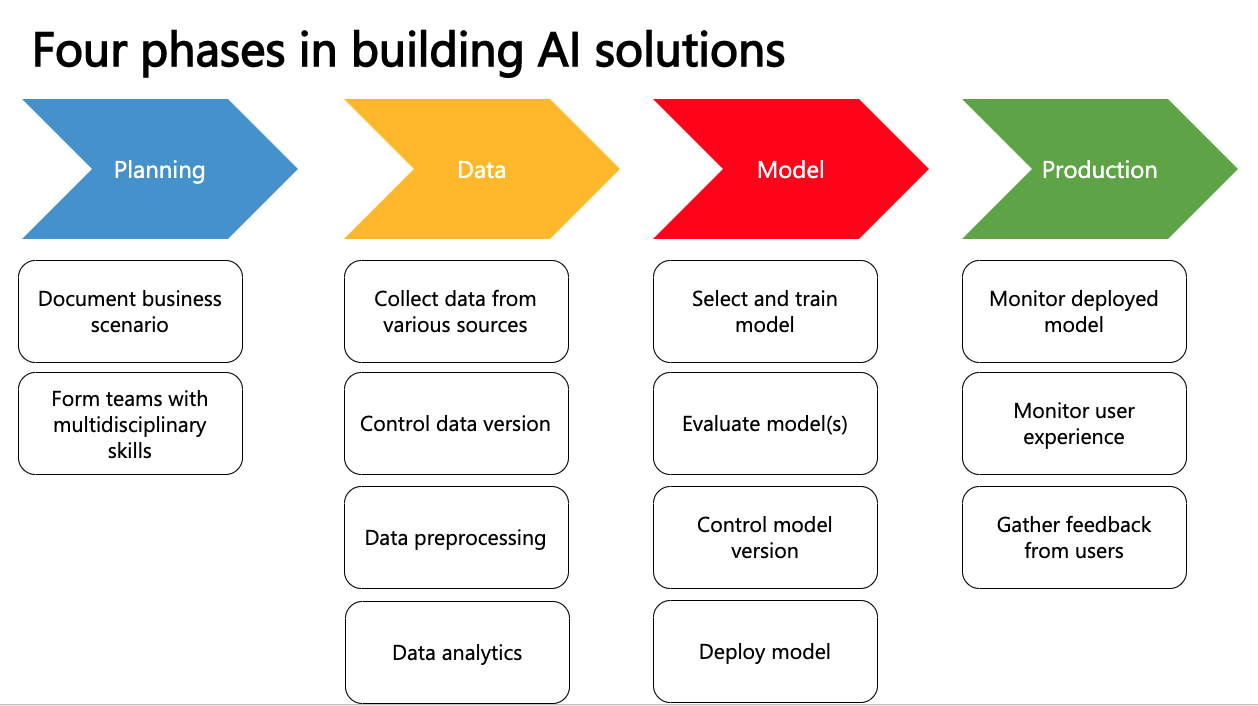 Four phases in building AI solutions
Planning
Data
Model
Production
Document business
scenario
Form teams with
multidisciplinary
skills
Collect data from
various sources
Control data version
Data preprocessing
Data analytics
Select and train
model
Evaluate model(s)
Control model
version
Deploy model
Monitor deployed
model
Monitor user
experience
Gather feedback
from users